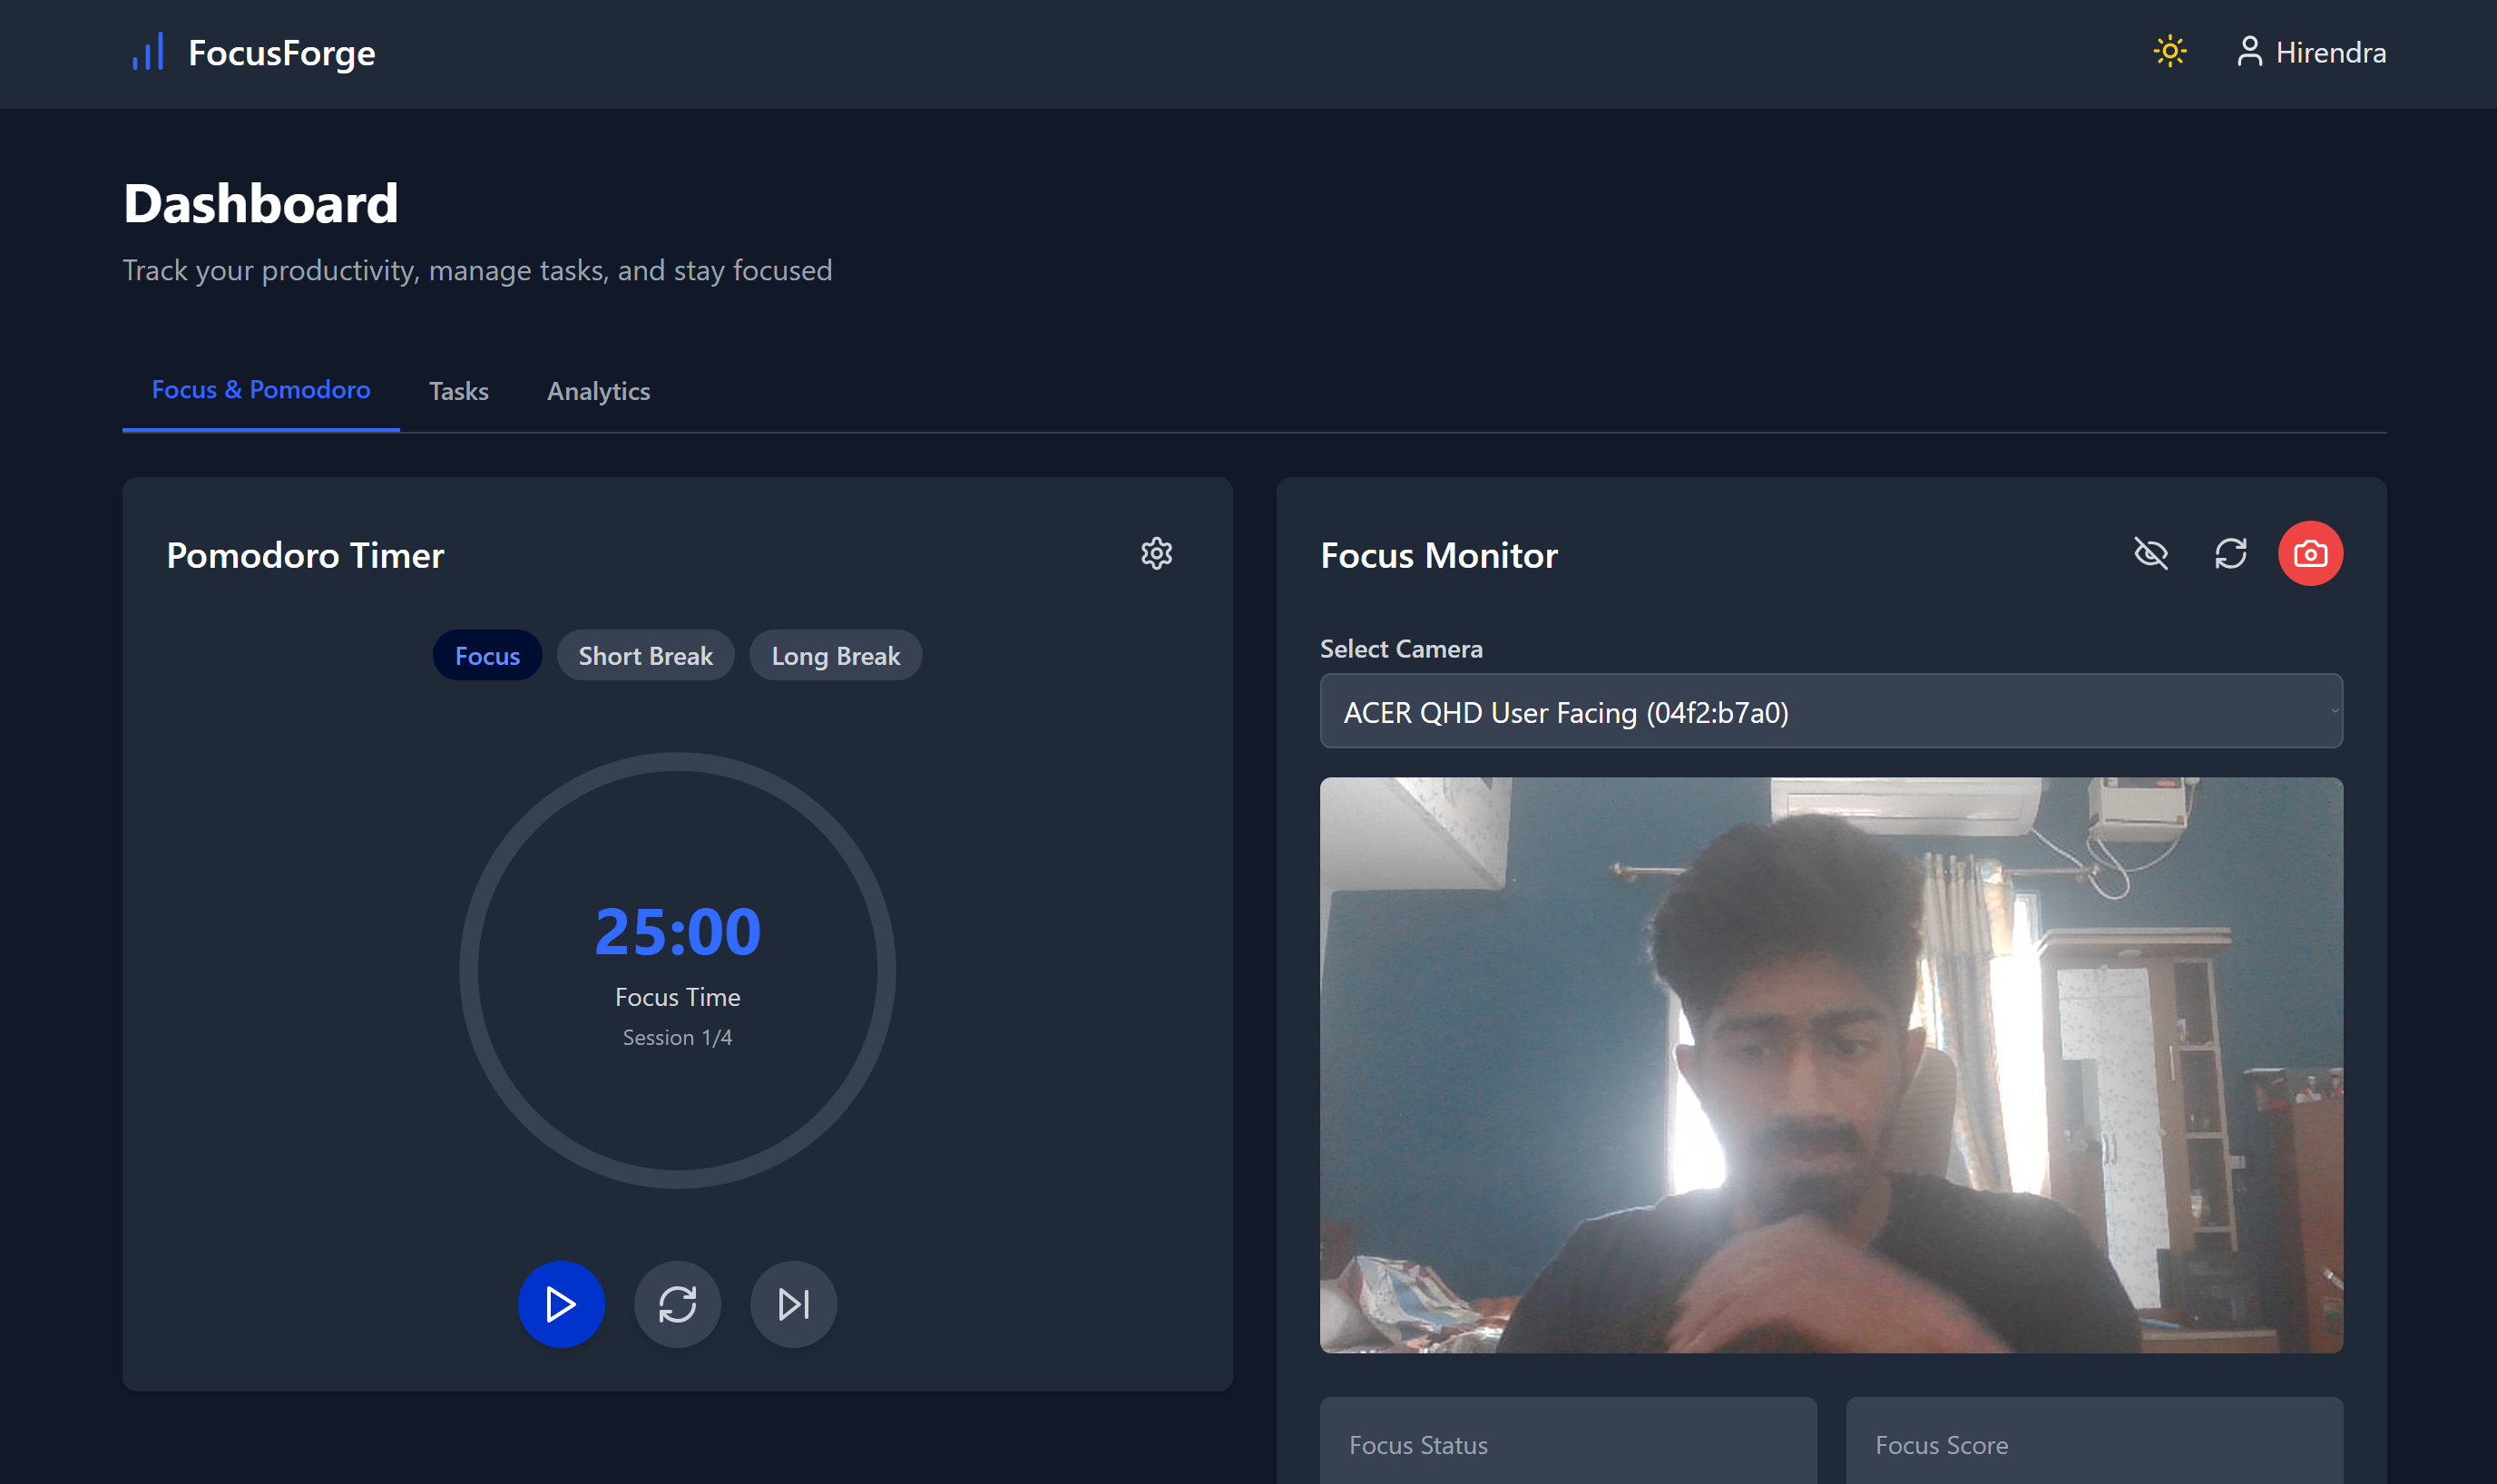 FocusForge
Hirendra
Dashboard
Track your productivity, manage tasks, and stay focused
Focus & Pomodoro
Tasks
Analytics
Pomodoro Timer
Focus
Short Break
Long Break
25:00
Focus Time
Session 1/4
Focus Monitor
Select Camera
ACER QHD User Facing (04f2:b7a0)
Focus Status
Focus Score